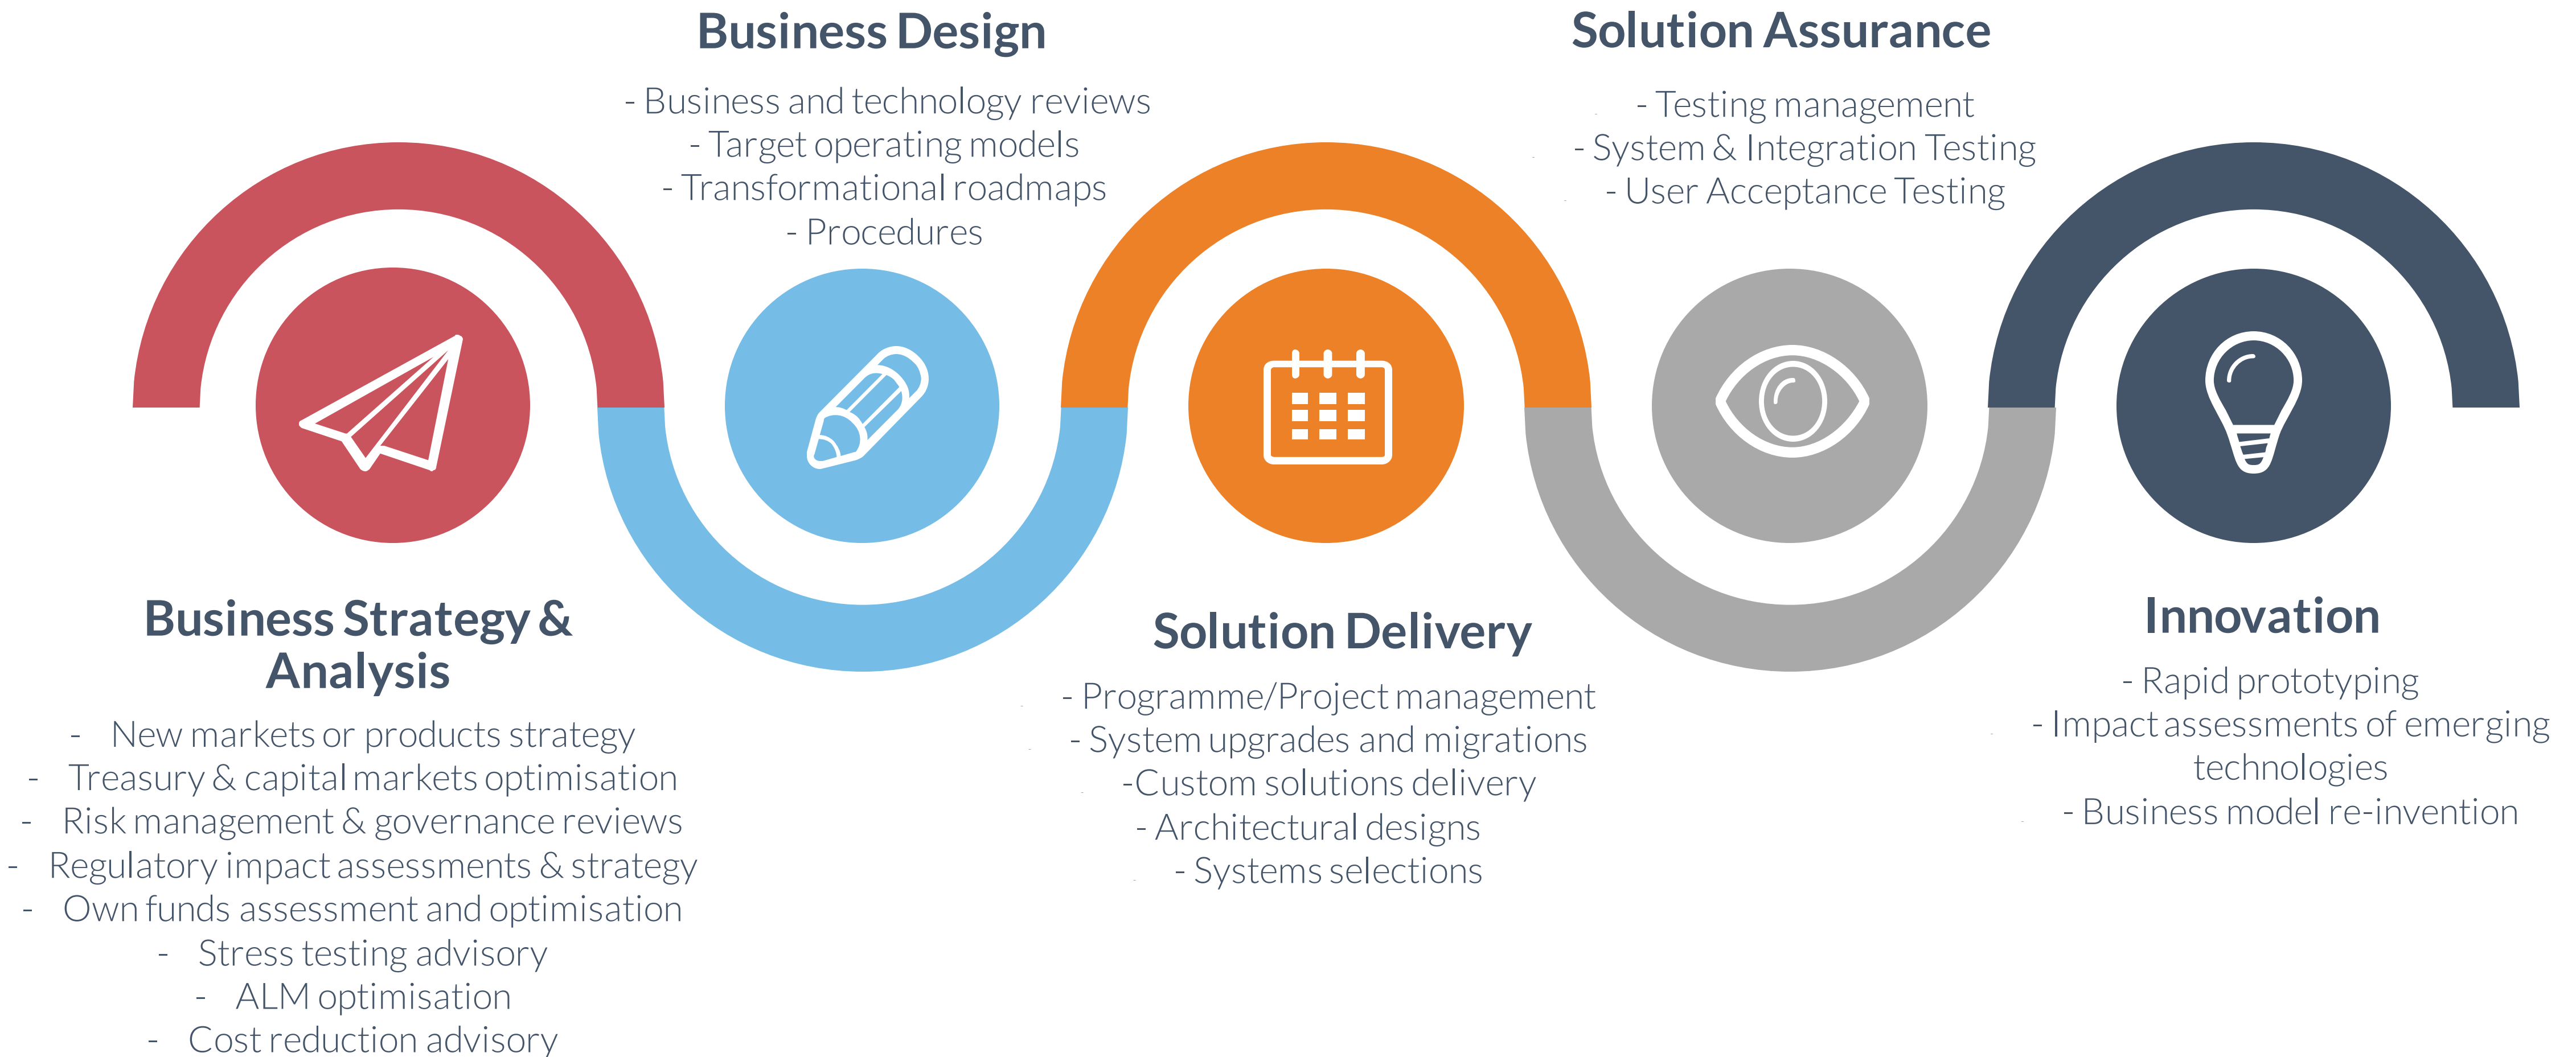 Business Strategy &
Analysis
- New markets or products strategy
- Treasury & capital markets optimisation
- Risk management & governance reviews
- Regulatory impact assessments & strategy
- Own funds assessment and optimisation
- Stress testing advisory
- ALM optimisation
- Cost reduction advisory
Business Design
- Business and technology reviews
- Target operating models
- Transformational roadmaps
- Procedures
Solution Delivery
- Programme/Project management
- System upgrades and migrations
-Custom solutions delivery
- Architectural designs
- Systems selections
Solution Assurance
- Testing management
- System & Integration Testing
- User Acceptance Testing
Innovation
- Rapid prototyping
- Impact assessments of emerging
technologies
- Business model re-invention